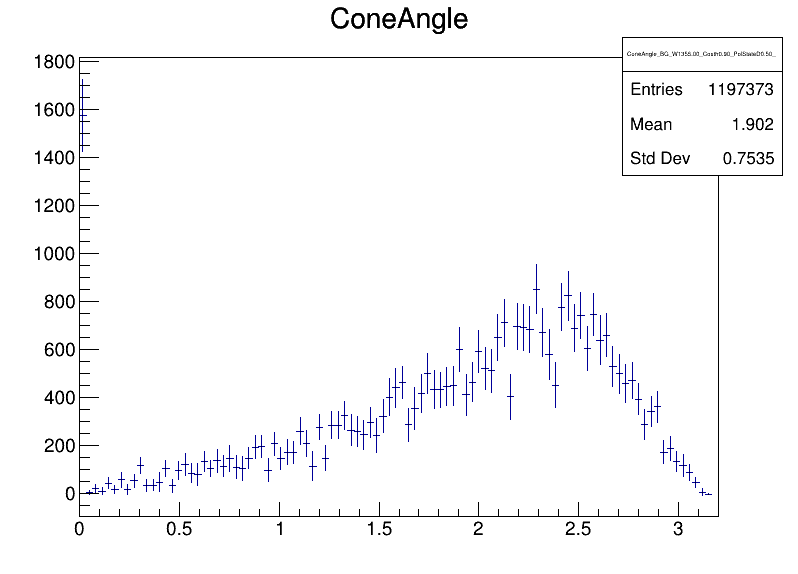 ConeAngle
ConeAngle_BG_W1355.00_Costh0.90_PolStateD0.50_
Entries 1197373
Mean 1.902
Std Dev 0.7535
1800
1600
1400
1200
1000
800
600
400
200
0
0 0.5 1 1.5 2 2.5 3